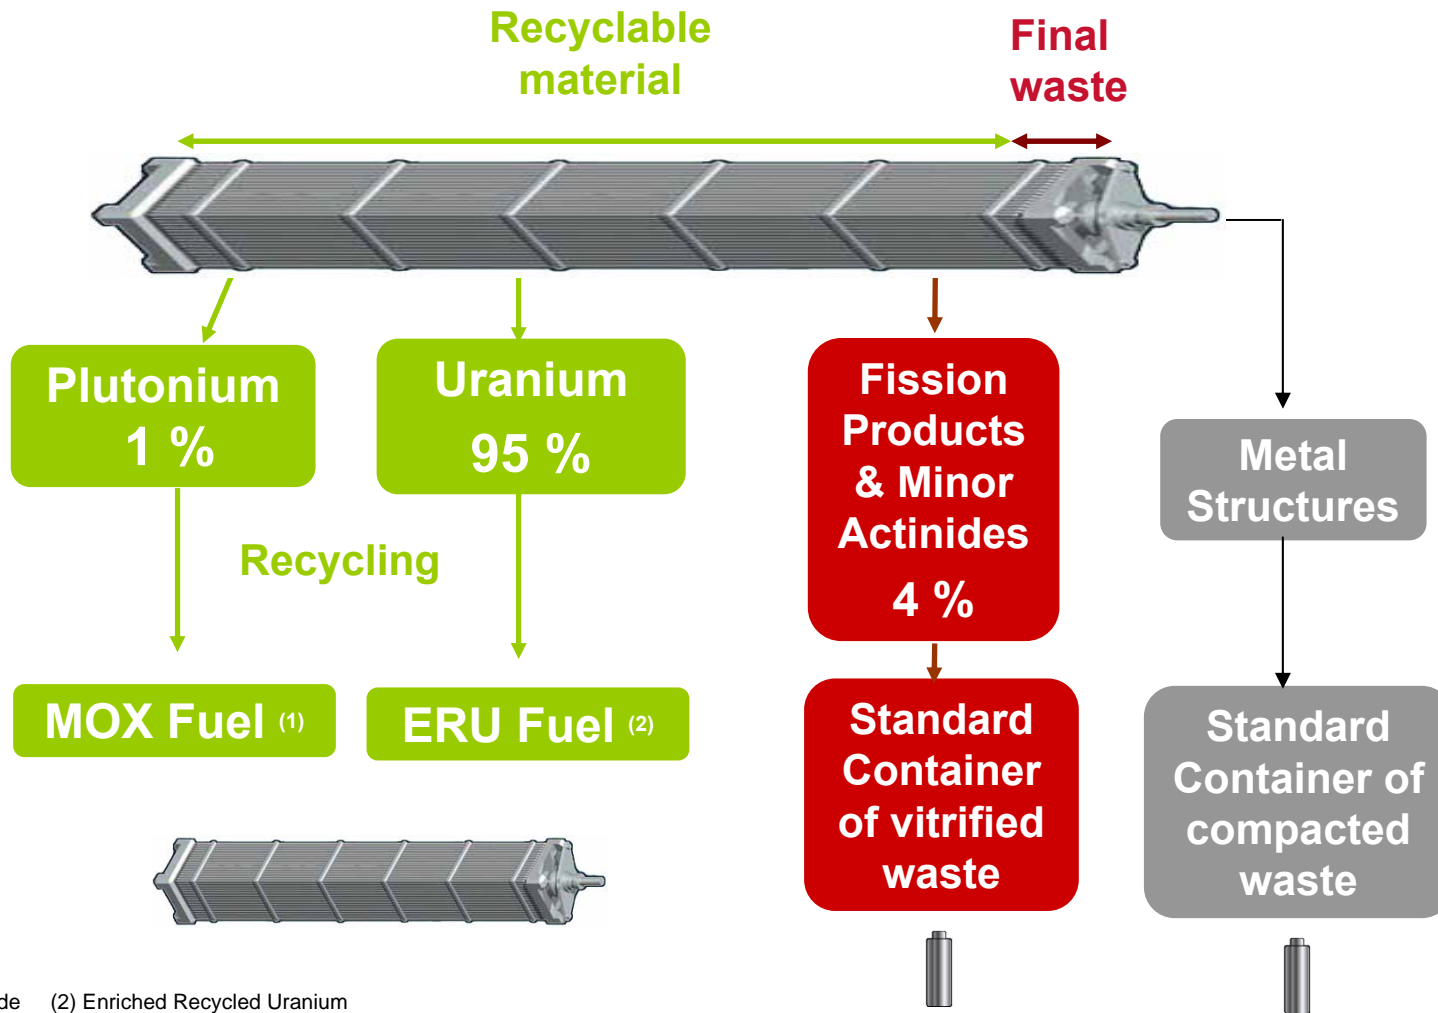 Recyclable
material
Final
waste
Plutonium
1 %
Uranium
95 %
Fission
Products
& Minor
Actinides
4 %
Metal
Structures
Recycling
MOX Fuel (1)
ERU Fuel (2)
Standard
Container
of vitrified
waste
Standard
Container of
compacted
waste
de (2) Enriched Recycled Uranium